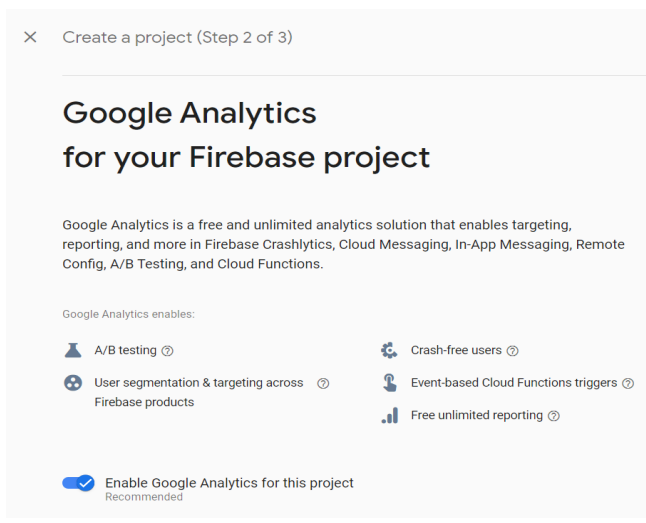 Create a project (Step 2 of 3)
Google Analytics
for your Firebase project
Google Analytics is a free and unlimited analytics solution that enables targeting,
reporting, and more in Firebase Crashlytics, Cloud Messaging, In-App Messaging, Remote
Config, A/B Testing, and Cloud Functions.
Google Analytics enables:
A/B testing
User segmentation & targeting across
Firebase products
Crash-free users
Event-based Cloud Functions triggers
Free unlimited reporting
Enable Google Analytics for this project
Recommended